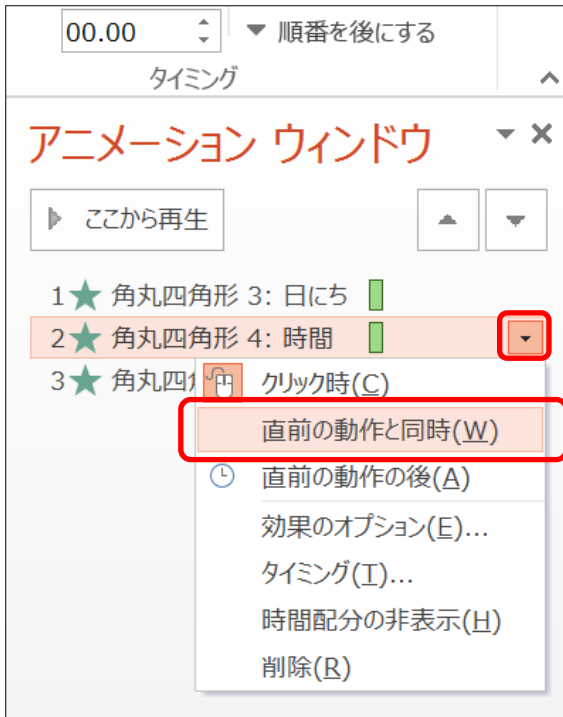 00.00
順番を後にする
タイミング
アニメーション ウィンドウ
ここから再生
1 角丸四角形 3: 日にち
2 角丸四角形 4: 時間
3 角丸四
クリック時(C)
直前の動作と同時(W)
直前の動作の後(A)
効果のオプション(E)...
タイミング(T)...
時間配分の非表示(H)
削除(R)